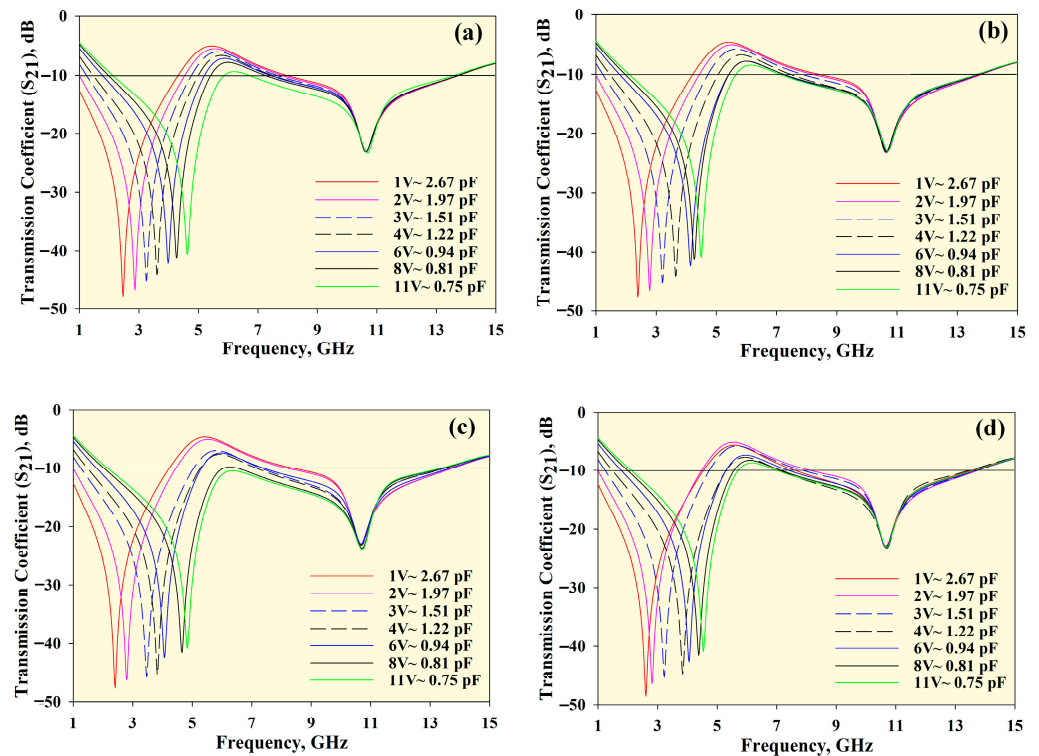 (a)
Transmission Coefficient (S21), dB
0
−10
−20
−30
−40
−50
1V~ 2.67 pF
2V~ 1.97 pF
3V~ 1.51 pF
4V~ 1.22 pF
6V~ 0.94 pF
8V~ 0.81 pF
11V~ 0.75 pF
1 3 5 7 9 11 13 15
Frequency, GHz
(b)
Transmission Coefficient (S21), dB
0
−10
−20
−30
−40
−50
1V~ 2.67 pF
2V~ 1.97 pF
3V~ 1.51 pF
4V~ 1.22 pF
6V~ 0.94 pF
8V~ 0.81 pF
11V~ 0.75 pF
1 3 5 7 9 11 13 15
Frequency, GHz
(c)
Transmission Coefficient (S21), dB
0
−10
−20
−30
−40
−50
1V~ 2.67 pF
2V~ 1.97 pF
3V~ 1.51 pF
4V~ 1.22 pF
6V~ 0.94 pF
8V~ 0.81 pF
11V~ 0.75 pF
1 3 5 7 9 11 13 15
Frequency, GHz
(d)
Transmission Coefficient (S21), dB
0
−10
−20
−30
−40
−50
1V~ 2.67 pF
2V~ 1.97 pF
3V~ 1.51 pF
4V~ 1.22 pF
6V~ 0.94 pF
8V~ 0.81 pF
11V~ 0.75 pF
1 3 5 7 9 11 13 15
Frequency, GHz